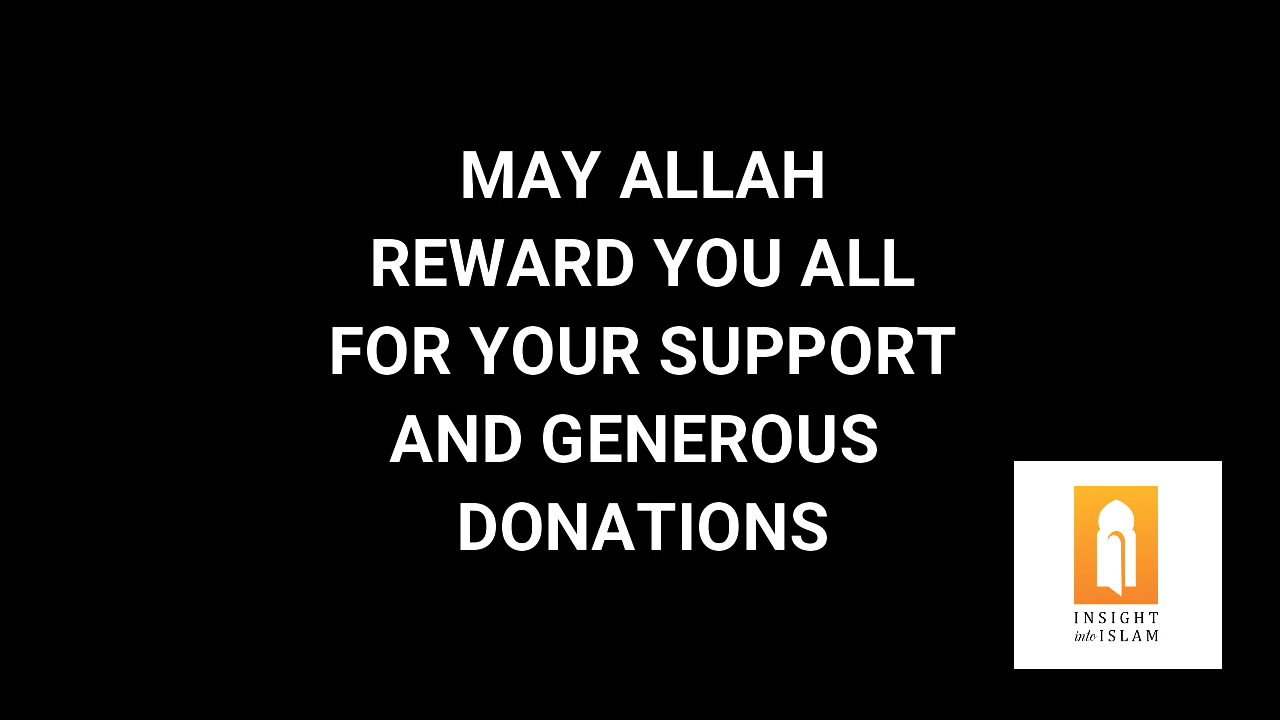 MAY ALLAH
REWARD YOU ALL
FOR YOUR SUPPORT
AND GENEROUS
DONATIONS
INSIGHT
into ISLAM